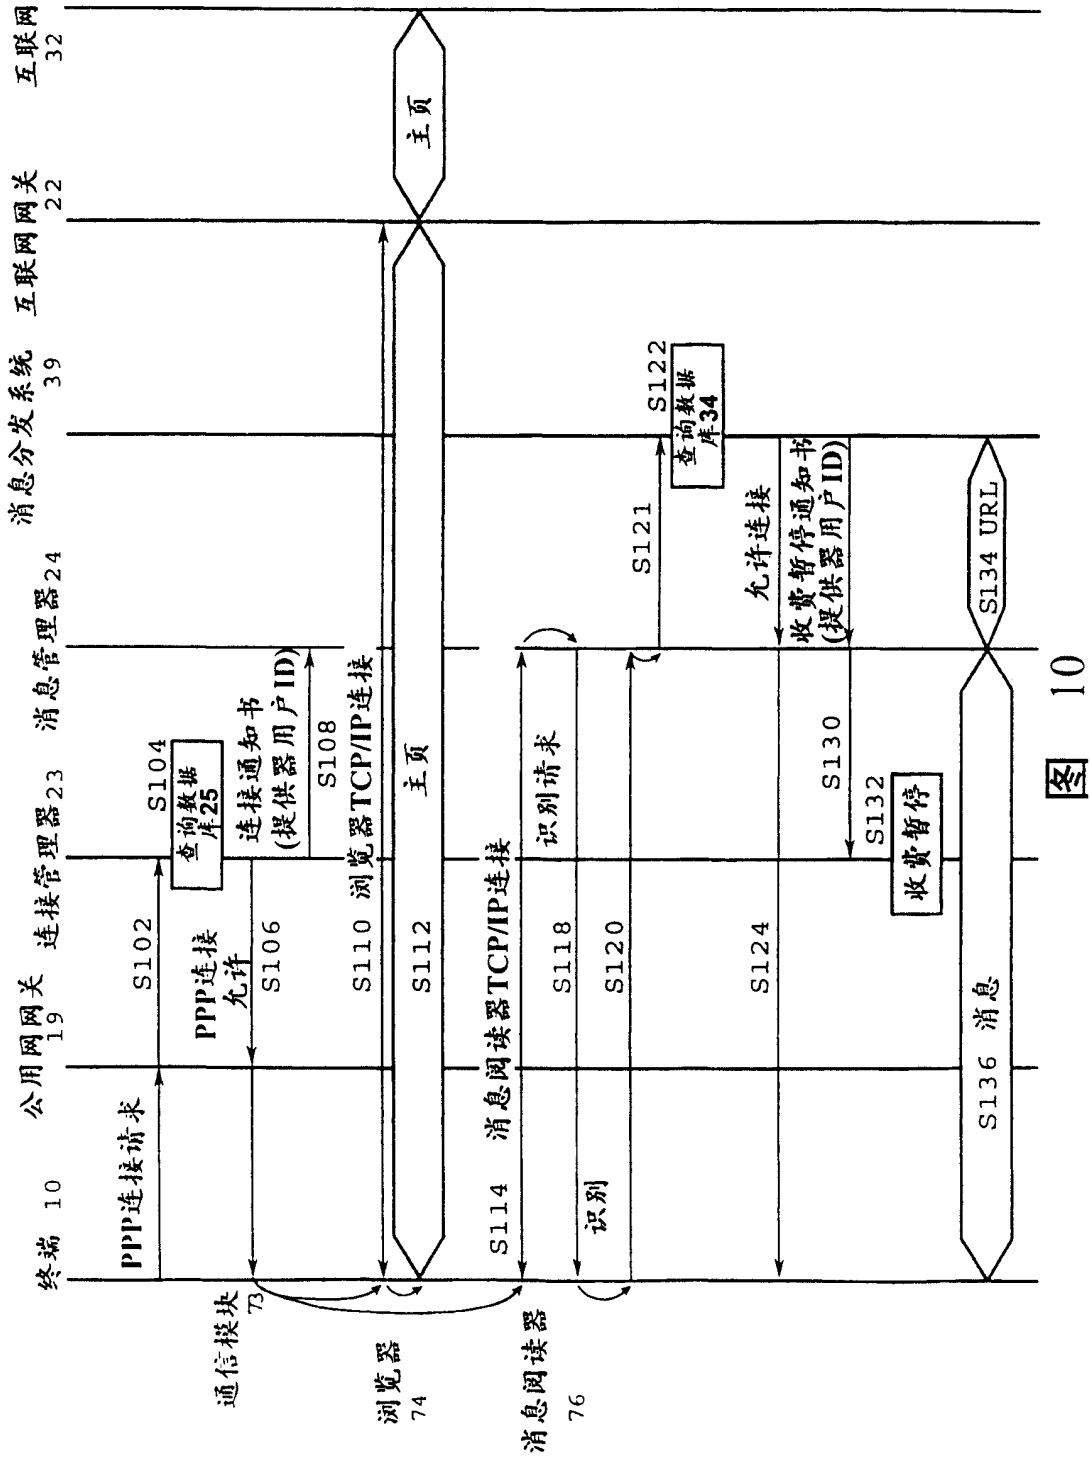 终端 10
公用网网关
19
连接管理器23
消息管理器24
消息分发系统
39
互联网网关
22
互联网
32
PPP连接请求
S102
S104
查询数据
库25
PPP连接
允许
S106
连接通知书
(提供器用户ID)
S108
通信模块
73
S110 浏览器TCP/IP连接
浏览器
74
S112
主页
主页
S114
消息阅读器TCP/IP连接
消息阅读器
76
识别请求
S118
识别
S120
S121
S122
查询数据
库34
允许连接
S124
收费暂停通知书
(提供器用户ID)
S130
S132
收费暂停
S134 URL
S136 消息
图 10